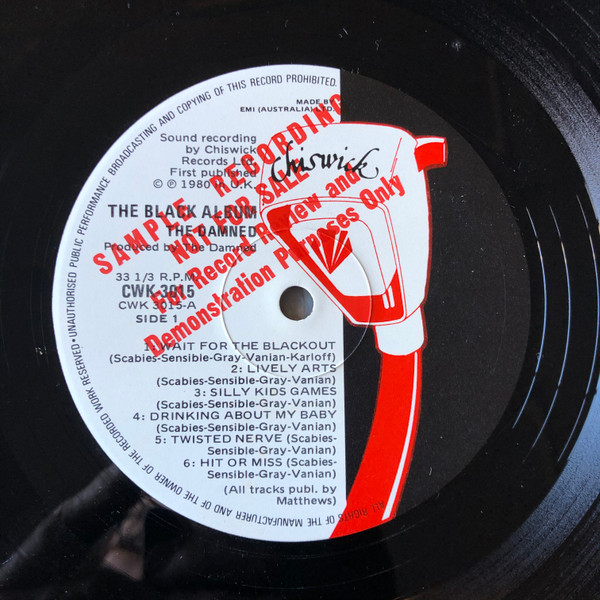 ALL RIGHTS OF THE MANUFACTURER AND OF THE OWNER OF THE RECORDED WORK RESERVED • UNAUTHORISED PUBLIC PERFORMANCE BROADCASTING AND COPYING OF THIS RECORD PROHIBITED.
MADE BY
EMI (AUSTRALIA) LTD.
Sound recording
by Chiswick
Records Ltd.
First published
© ℗ 1980 in U.K.
Chiswick
THE BLACK ALBUM
THE DAMNED
Produced by The Damned
33 1/3 R.P.M.
CWK 3015
CWK 3015-A
SIDE 1
SAMPLE RECORDING
NOT FOR SALE
For Record Review and
Demonstration Purposes Only
1: WAIT FOR THE BLACKOUT
(Scabies-Sensible-Gray-Vanian-Karloff)
2: LIVELY ARTS
(Scabies-Sensible-Gray-Vanian)
3: SILLY KIDS GAMES
(Scabies-Sensible-Gray-Vanian)
4: DRINKING ABOUT MY BABY
(Scabies-Sensible-Gray-Vanian)
5: TWISTED NERVE (Scabies-
Sensible-Gray-Vanian)
6: HIT OR MISS (Scabies-
Sensible-Gray-Vanian)
(All tracks publ. by
Matthews)